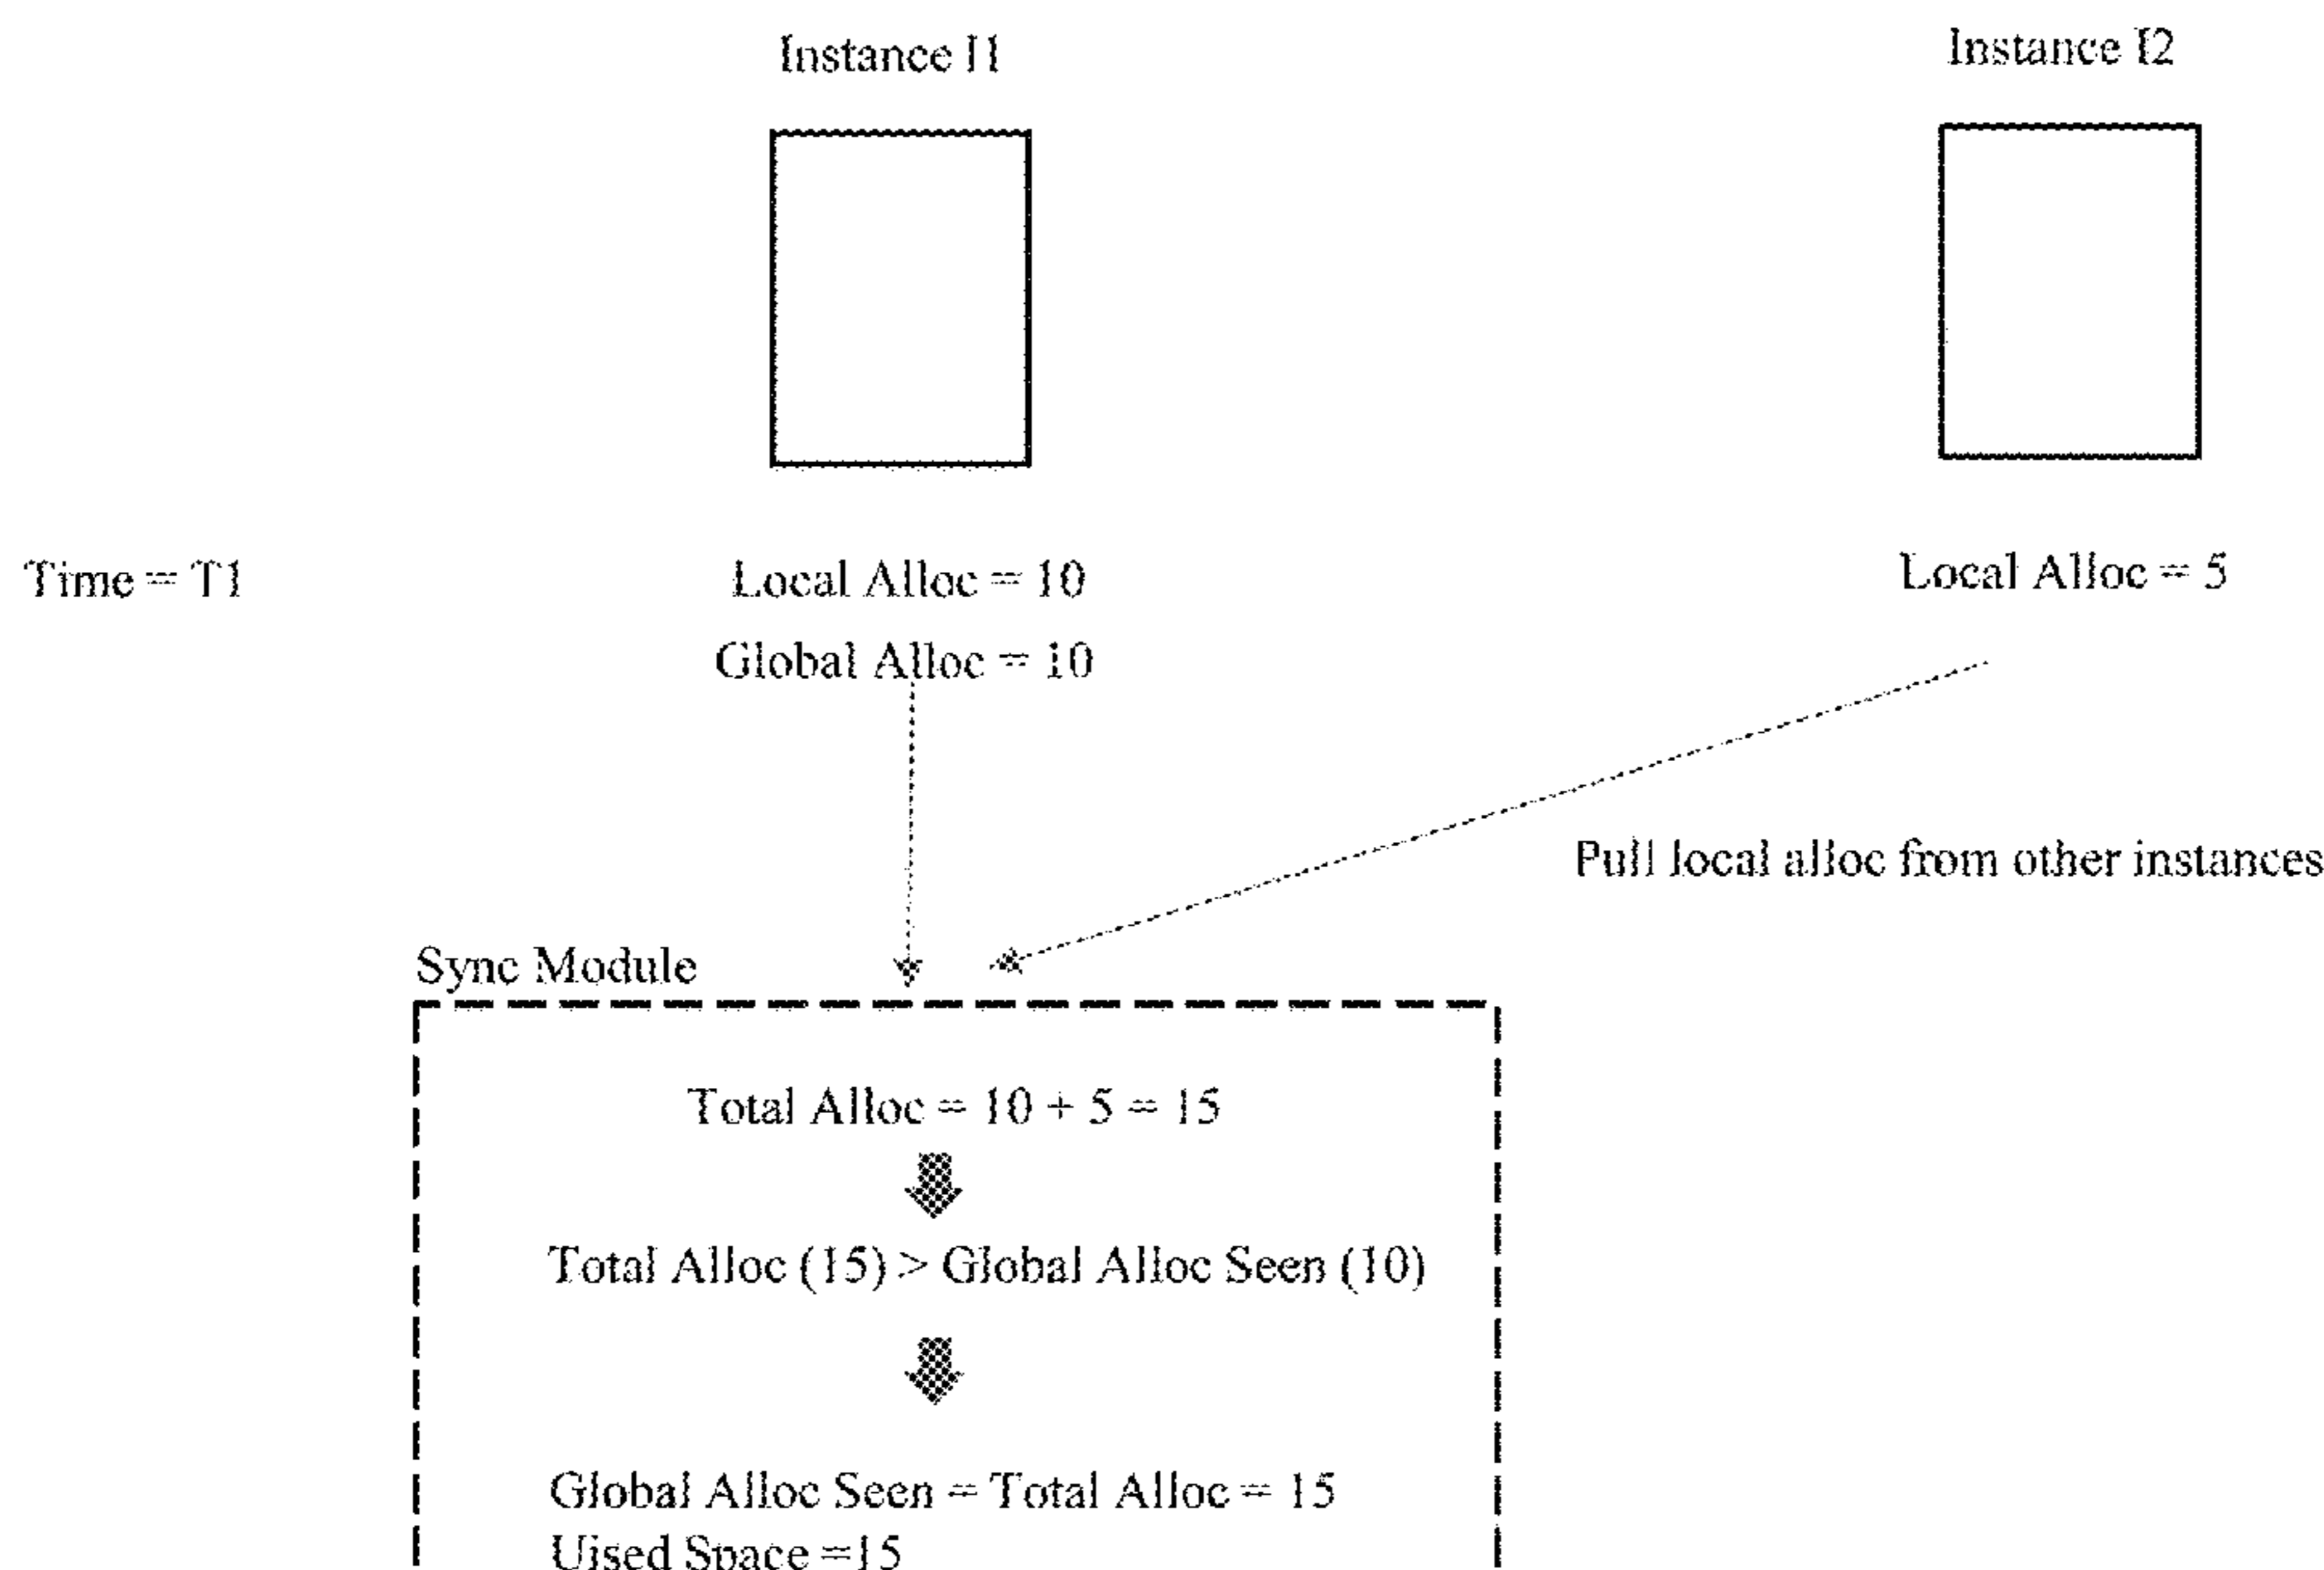 Instance I1
Instance I2
Time = T1
Local Alloc = 10
Local Alloc = 5
Global Alloc = 10
Pull local alloc from other instances
Sync Module
Total Alloc = 10 + 5 = 15
Total Alloc (15) > Global Alloc Seen (10)
Global Alloc Seen = Total Alloc = 15
Uised Space =15